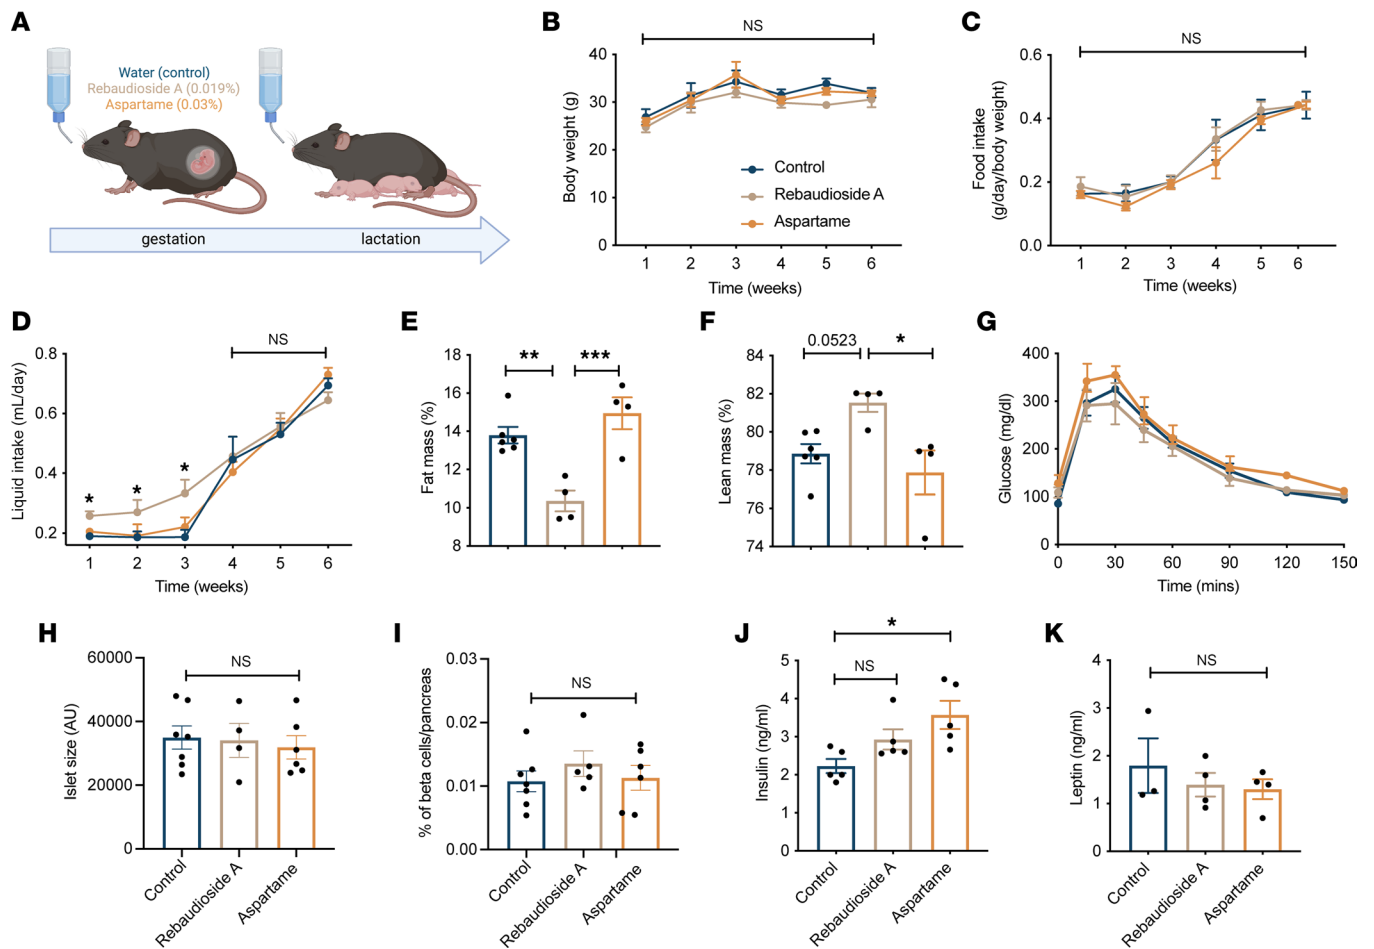 A
Water (control)
Rebaudioside A (0.019%)
Aspartame (0.03%)
gestation
lactation
B
NS
Body weight (g)
40
30
20
10
0
Control
Rebaudioside A
Aspartame
1 2 3 4 5 6
Time (weeks)
C
NS
Food intake
(g/day/body weight)
0.6
0.4
0.2
0.0
1 2 3 4 5 6
Time (weeks)
D
NS
Liquid intake (mL/day)
0.8
0.6
0.4
0.2
* * *
1 2 3 4 5 6
Time (weeks)
E
** ***
Fat mass (%)
18
16
14
12
10
8
F
0.0523 *
Lean mass (%)
84
82
80
78
76
74
G
Glucose (mg/dl)
400
300
200
100
0
0 30 60 90 120 150
Time (mins)
H
NS
Islet size (AU)
60000
40000
20000
0
Control
Rebaudioside A
Aspartame
I
NS
% of beta cells/pancreas
0.03
0.02
0.01
0.00
Control
Rebaudioside A
Aspartame
J
*
NS
Insulin (ng/ml)
5
4
3
2
1
0
Control
Rebaudioside A
Aspartame
K
NS
Leptin (ng/ml)
4
3
2
1
0
Control
Rebaudioside A
Aspartame